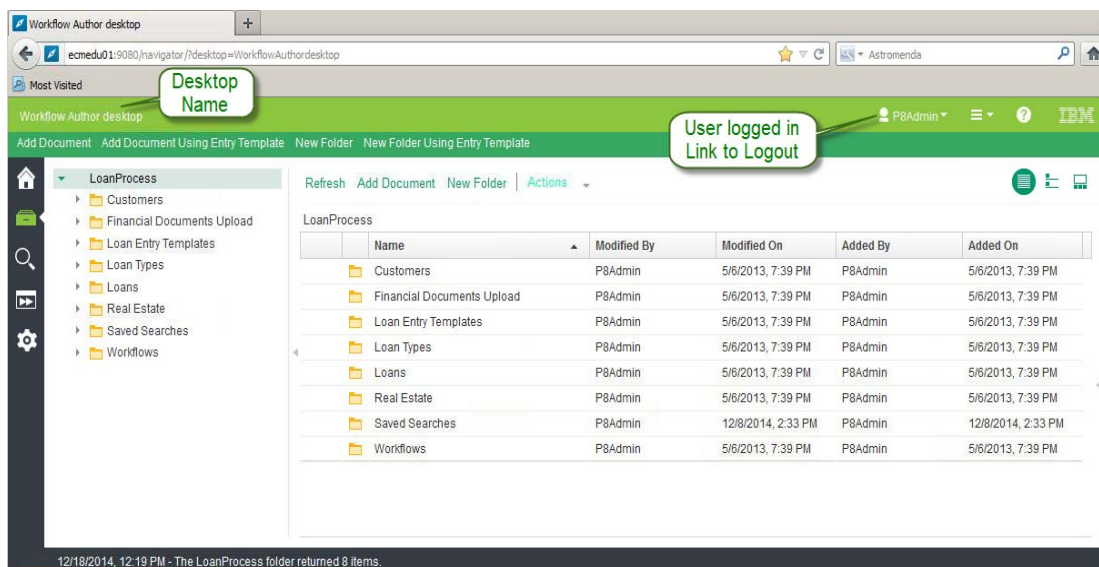 Workflow Author desktop
ecmedu01:9080/navigator/?desktop=WorkflowAuthordesktop
Astromenda
Most Visited
Desktop
Name
Workflow Author desktop
User logged in
Link to Logout
P8Admin
IBM
Add Document Add Document Using Entry Template New Folder New Folder Using Entry Template
LoanProcess
Customers
Financial Documents Upload
Loan Entry Templates
Loan Types
Loans
Real Estate
Saved Searches
Workflows
Refresh Add Document New Folder Actions
LoanProcess
Name Modified By Modified On Added By Added On
Customers P8Admin 5/6/2013, 7:39 PM P8Admin 5/6/2013, 7:39 PM
Financial Documents Upload P8Admin 5/6/2013, 7:39 PM P8Admin 5/6/2013, 7:39 PM
Loan Entry Templates P8Admin 5/6/2013, 7:39 PM P8Admin 5/6/2013, 7:39 PM
Loan Types P8Admin 5/6/2013, 7:39 PM P8Admin 5/6/2013, 7:39 PM
Loans P8Admin 5/6/2013, 7:39 PM P8Admin 5/6/2013, 7:39 PM
Real Estate P8Admin 5/6/2013, 7:39 PM P8Admin 5/6/2013, 7:39 PM
Saved Searches P8Admin 12/8/2014, 2:33 PM P8Admin 12/8/2014, 2:33 PM
Workflows P8Admin 5/6/2013, 7:39 PM P8Admin 5/6/2013, 7:39 PM
12/18/2014, 12:19 PM - The LoanProcess folder returned 8 items.